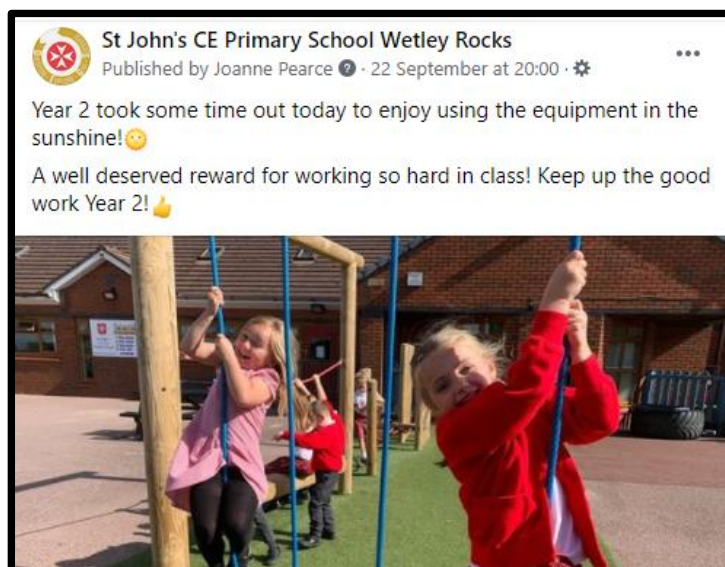 St John's CE Primary School Wetley Rocks
Published by Joanne Pearce · 22 September at 20:00 ·
Year 2 took some time out today to enjoy using the equipment in the
sunshine!😶
A well deserved reward for working so hard in class! Keep up the good
work Year 2!👍